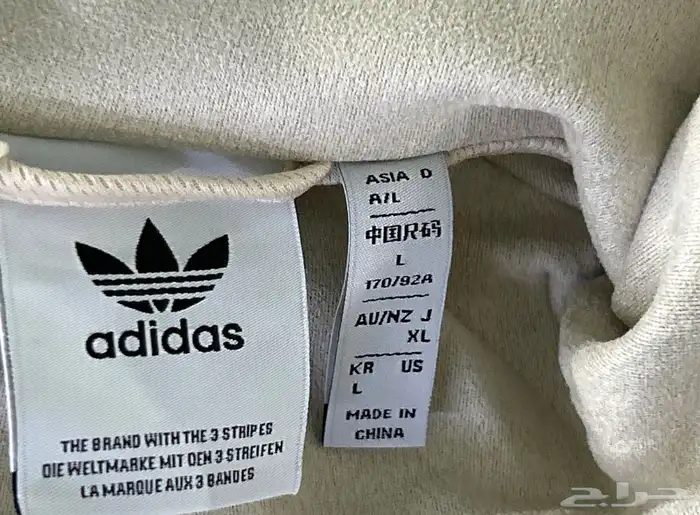 adidas
THE BRAND WITH THE 3 STRIPES
DIE WELTMARKE MIT DEN 3 STREIFEN
LA MARQUE AUX 3 BANDES
ASIA D
A/L
中国尺码
L
170/92A
AU/NZ J
XL
KR US
L
MADE IN
CHINA
حراج